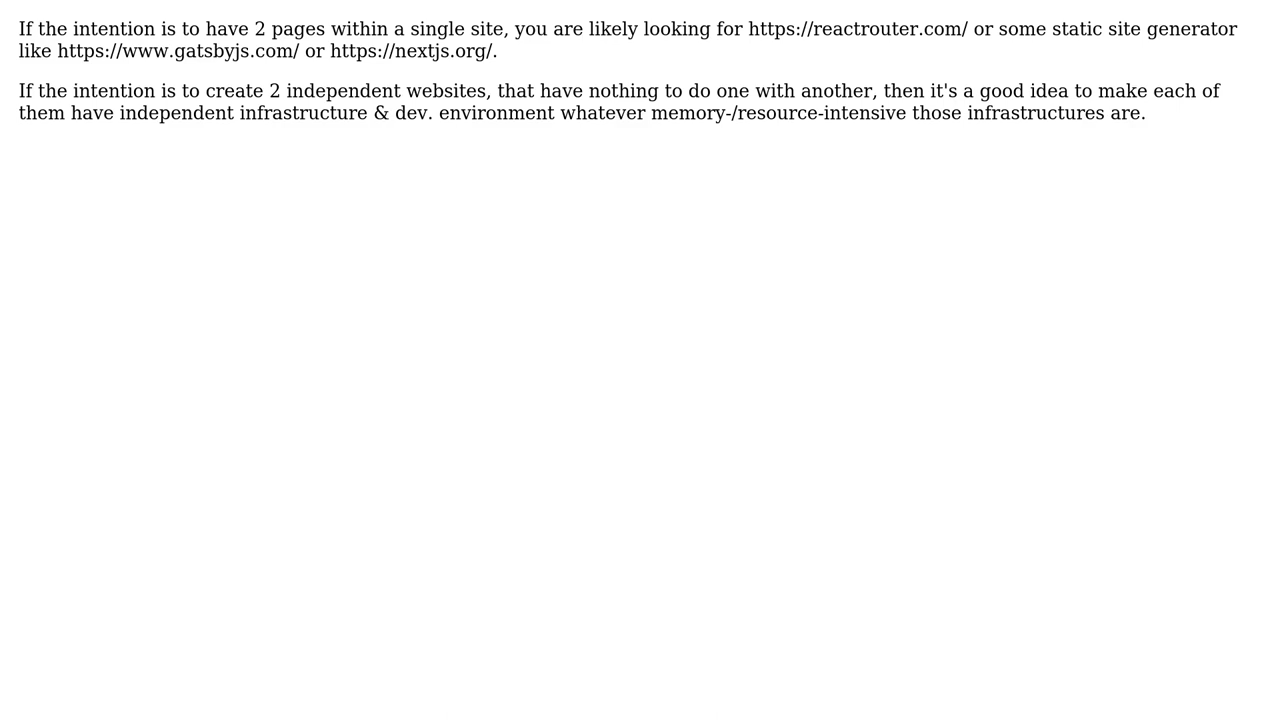 If the intention is to have 2 pages within a single site, you are likely looking for https://reactrouter.com/ or some static site generator
like https://www.gatsbyjs.com/ or https://nextjs.org/.
If the intention is to create 2 independent websites, that have nothing to do one with another, then it's a good idea to make each of
them have independent infrastructure & dev. environment whatever memory-/resource-intensive those infrastructures are.